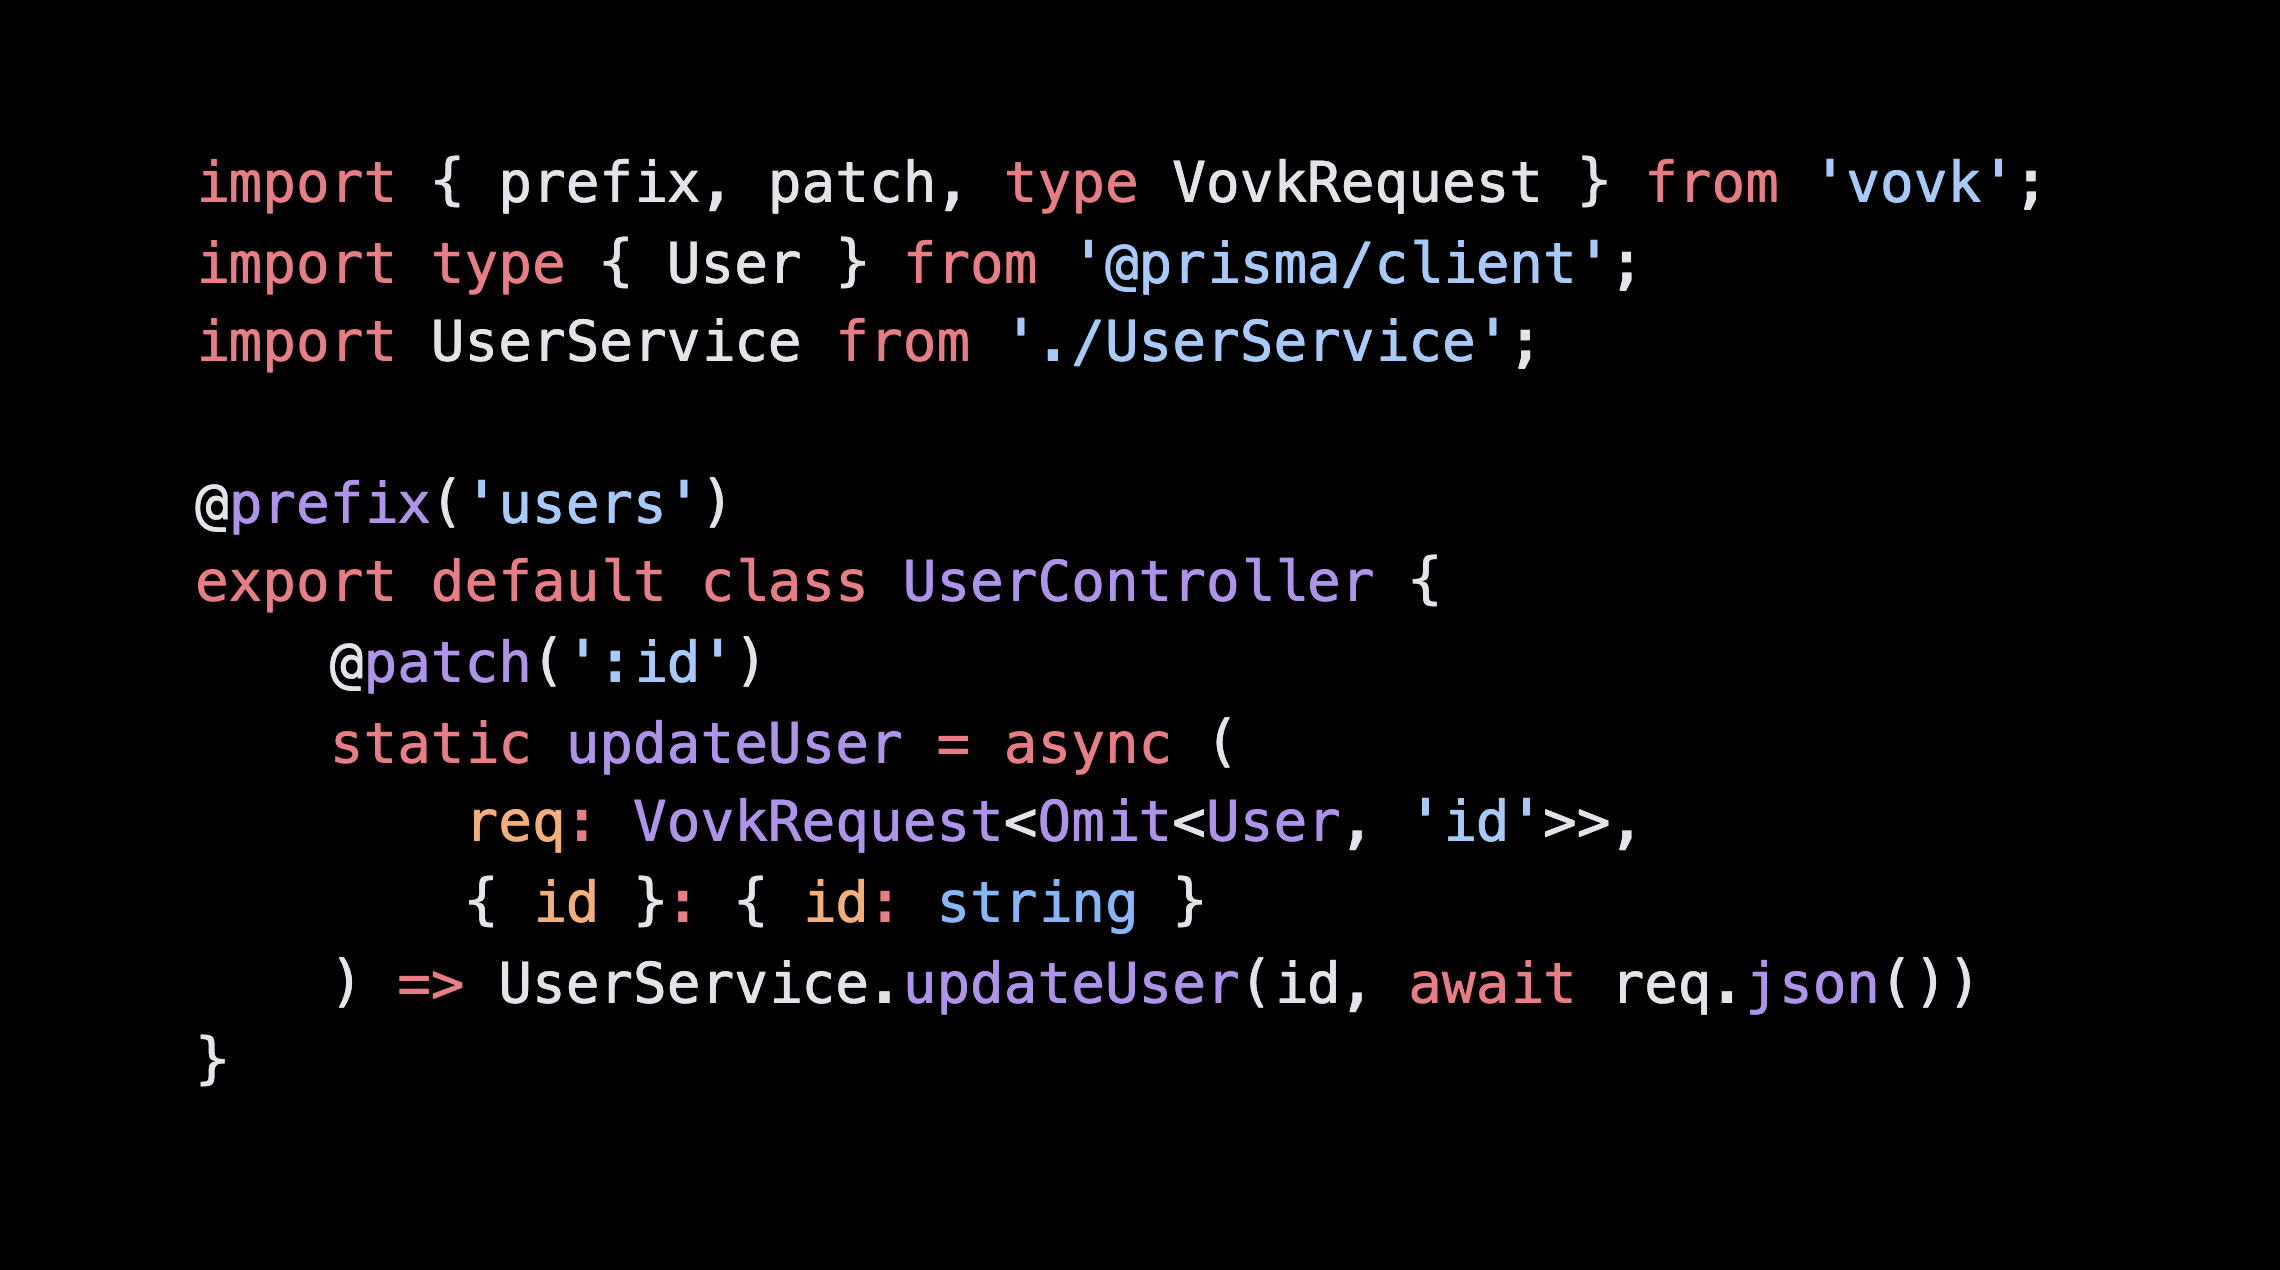 import { prefix, patch, type VovkRequest } from 'vovk';
import type { User } from '@prisma/client';
import UserService from './UserService';

@prefix('users')
export default class UserController {
    @patch(':id')
    static updateUser = async (
        req: VovkRequest<Omit<User, 'id'>>,
        { id }: { id: string }
    ) => UserService.updateUser(id, await req.json())
}